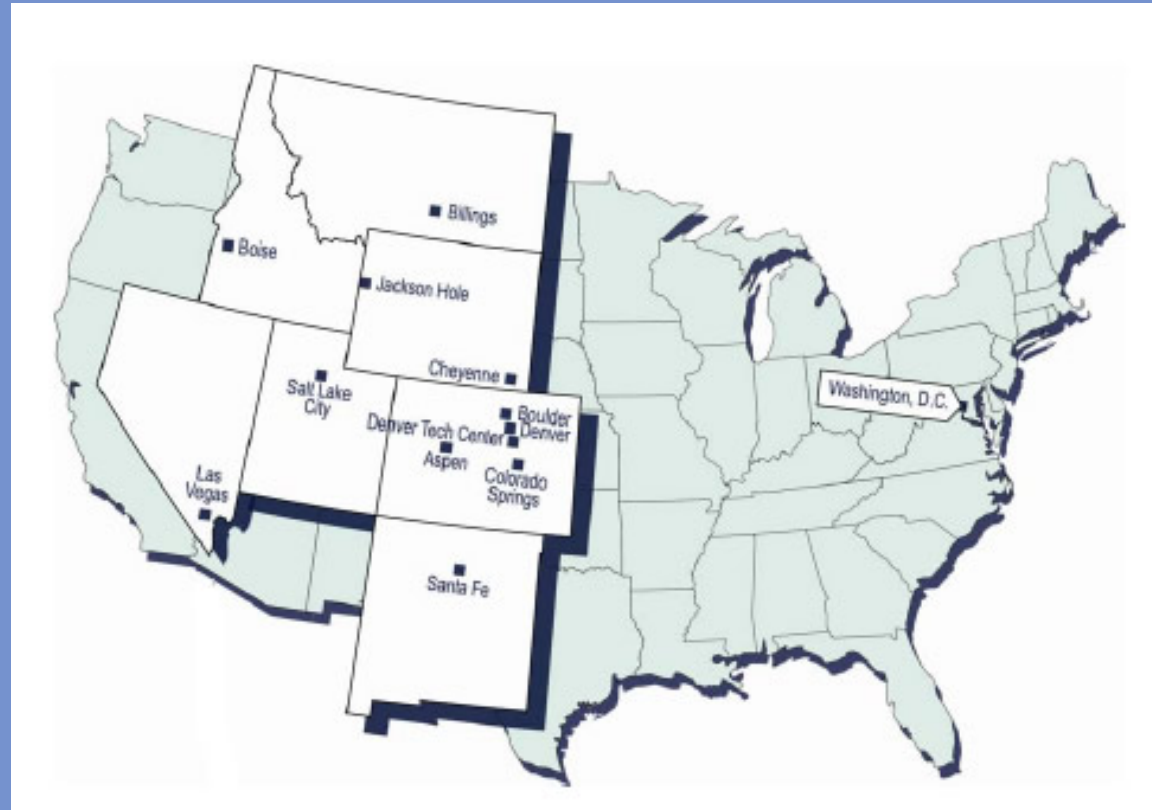 Billings
Boise
Jackson Hole
Cheyenne
Salt Lake
City
Boulder
Denver
Denver Tech Center
Aspen
Colorado
Springs
Las
Vegas
Santa Fe
Washington, D.C.